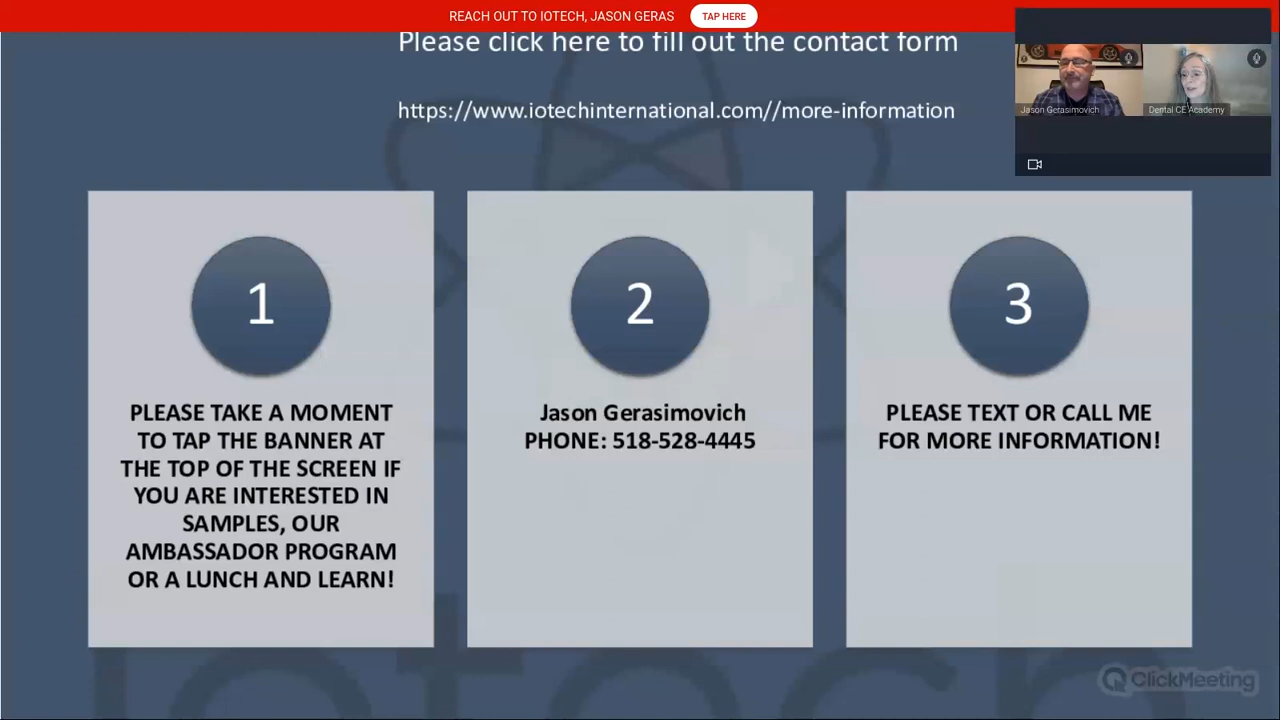 REACH OUT TO IOTECH, JASON GERAS
TAP HERE
Please click here to fill out the contact form
https://www.iotechinternational.com//more-information
Jason Gerasimovich
Dental CE Academy
1
PLEASE TAKE A MOMENT
TO TAP THE BANNER AT
THE TOP OF THE SCREEN IF
YOU ARE INTERESTED IN
SAMPLES, OUR
AMBASSADOR PROGRAM
OR A LUNCH AND LEARN!
2
Jason Gerasimovich
PHONE: 518-528-4445
3
PLEASE TEXT OR CALL ME
FOR MORE INFORMATION!
iotech
ClickMeeting